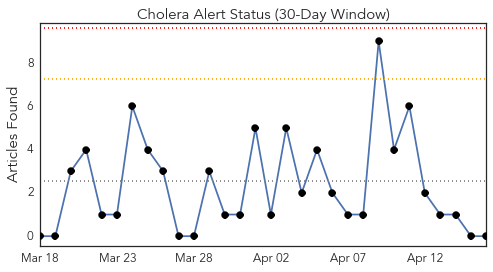 Cholera Alert Status (30-Day Window)
Articles Found
8
6
4
2
0
Mar 18 Mar 23 Mar 28 Apr 02 Apr 07 Apr 12